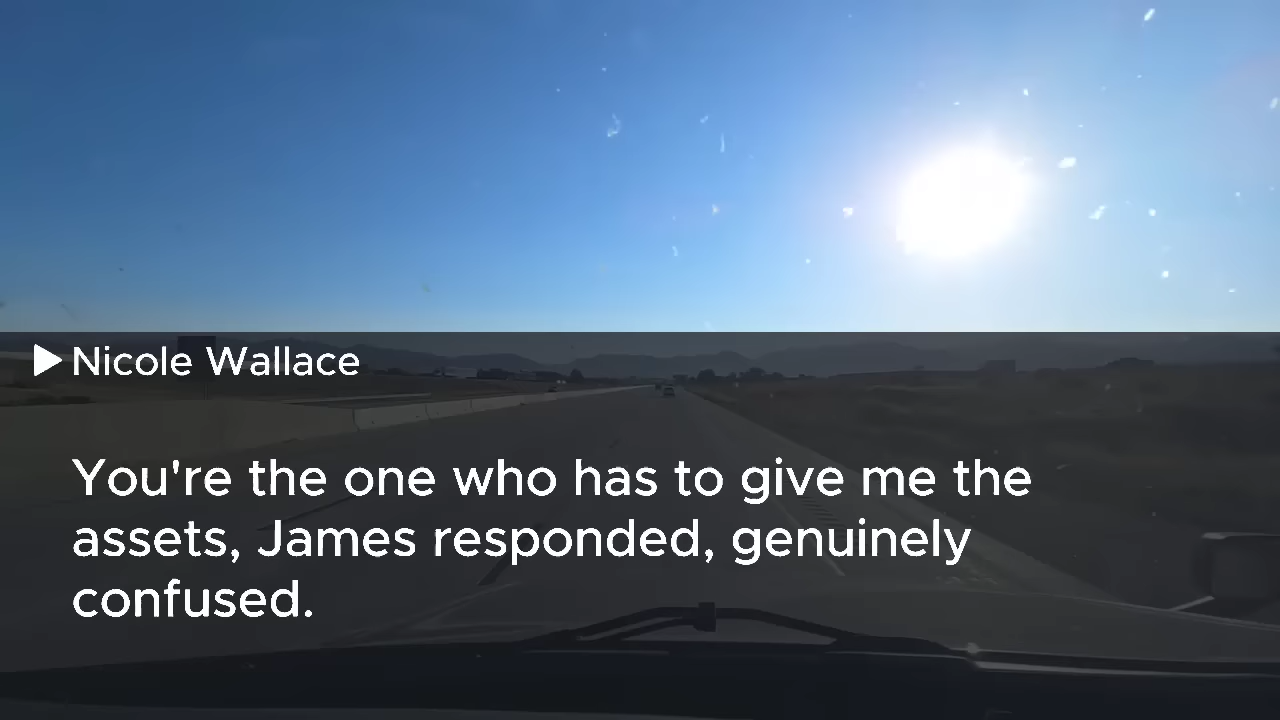 Nicole Wallace
You're the one who has to give me the
assets, James responded, genuinely
confused.